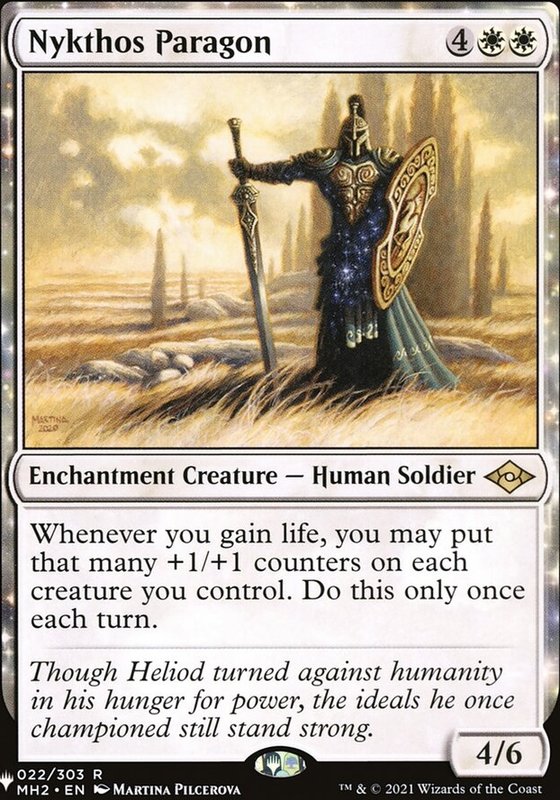 Nykthos Paragon
4
MARTINA
2020
Enchantment Creature — Human Soldier
Whenever you gain life, you may put
that many +1/+1 counters on each
creature you control. Do this only once
each turn.
Though Heliod turned against humanity
in his hunger for power, the ideals he once
championed still stand strong.
4/6
022/303 R
MH2 • EN Martina Pilcerova
™ & © 2021 Wizards of the Coast